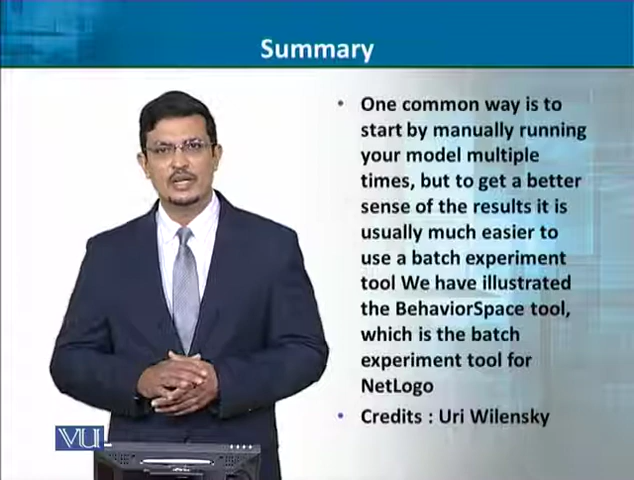 Summary
• One common way is to
start by manually running
your model multiple
times, but to get a better
sense of the results it is
usually much easier to
use a batch experiment
tool We have illustrated
the BehaviorSpace tool,
which is the batch
experiment tool for
NetLogo
• Credits : Uri Wilensky
VU